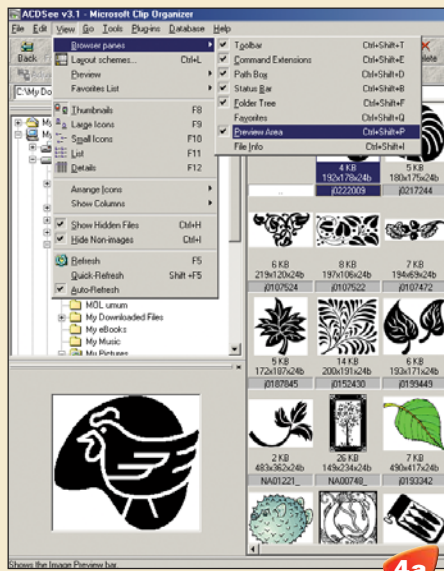 ACDSee v3.1 - Microsoft Clip Organizer
File Edit View Go Tools Plug-ins Database Help
Back
Browser panes
Layout schemes... Ctrl+L
Preview
Favorites List
Thumbnails F8
Large Icons F9
Small Icons F10
List F11
Details F12
Arrange Icons
Show Columns
Show Hidden Files Ctrl+H
Hide Non-images Ctrl+I
Refresh F5
Quick-Refresh Shift+F5
Auto-Refresh
Toolbar Ctrl+Shift+T
Command Extensions Ctrl+Shift+E
Path Box Ctrl+Shift+D
Status Bar Ctrl+Shift+B
Folder Tree Ctrl+Shift+F
Favorites Ctrl+Shift+Q
Preview Area Ctrl+Shift+P
File Info Ctrl+Shift+I
C:\My Do
MOL umum
My Downloaded Files
My eBooks
My Music
My Pictures
4 KB 5 KB
192x178x24b 180x175x24b
.. j0222009 j0217244
6 KB 8 KB 7 KB
219x120x24b 197x106x24b 194x69x24b
j0107524 j0107522 j0107472
5 KB 14 KB 6 KB
172x187x24b 200x191x24b 193x171x24b
j0187845 j0152430 j0199449
2 KB 26 KB 7 KB
483x362x24b 149x234x24b 490x417x24b
NA01221_ NA00748_ j0193342
Shows the Image Preview bar.
4a